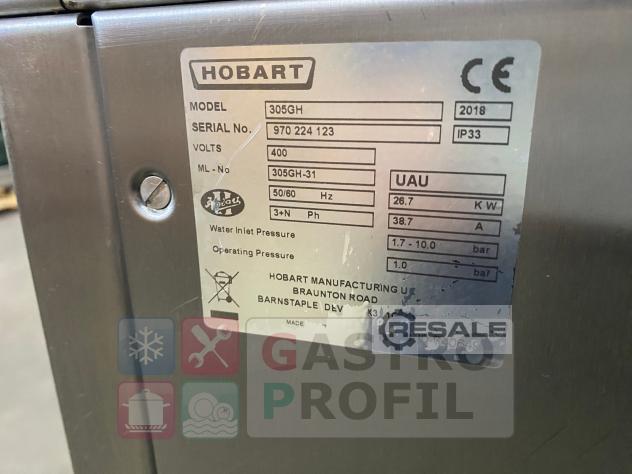 HOBART
CE
MODEL 305GH 2018
SERIAL No. 970 224 123 IP33
VOLTS 400
ML - No 305GH-31 UAU
50/60 Hz 26.7 KW
3+N Ph 38.7 A
Water Inlet Pressure 1.7 - 10.0 bar
Operating Pressure 1.0 bar
HOBART MANUFACTURING
BRAUNTON ROAD
BARNSTAPLE
MADE
RESALE
GASTRO
PROFIL